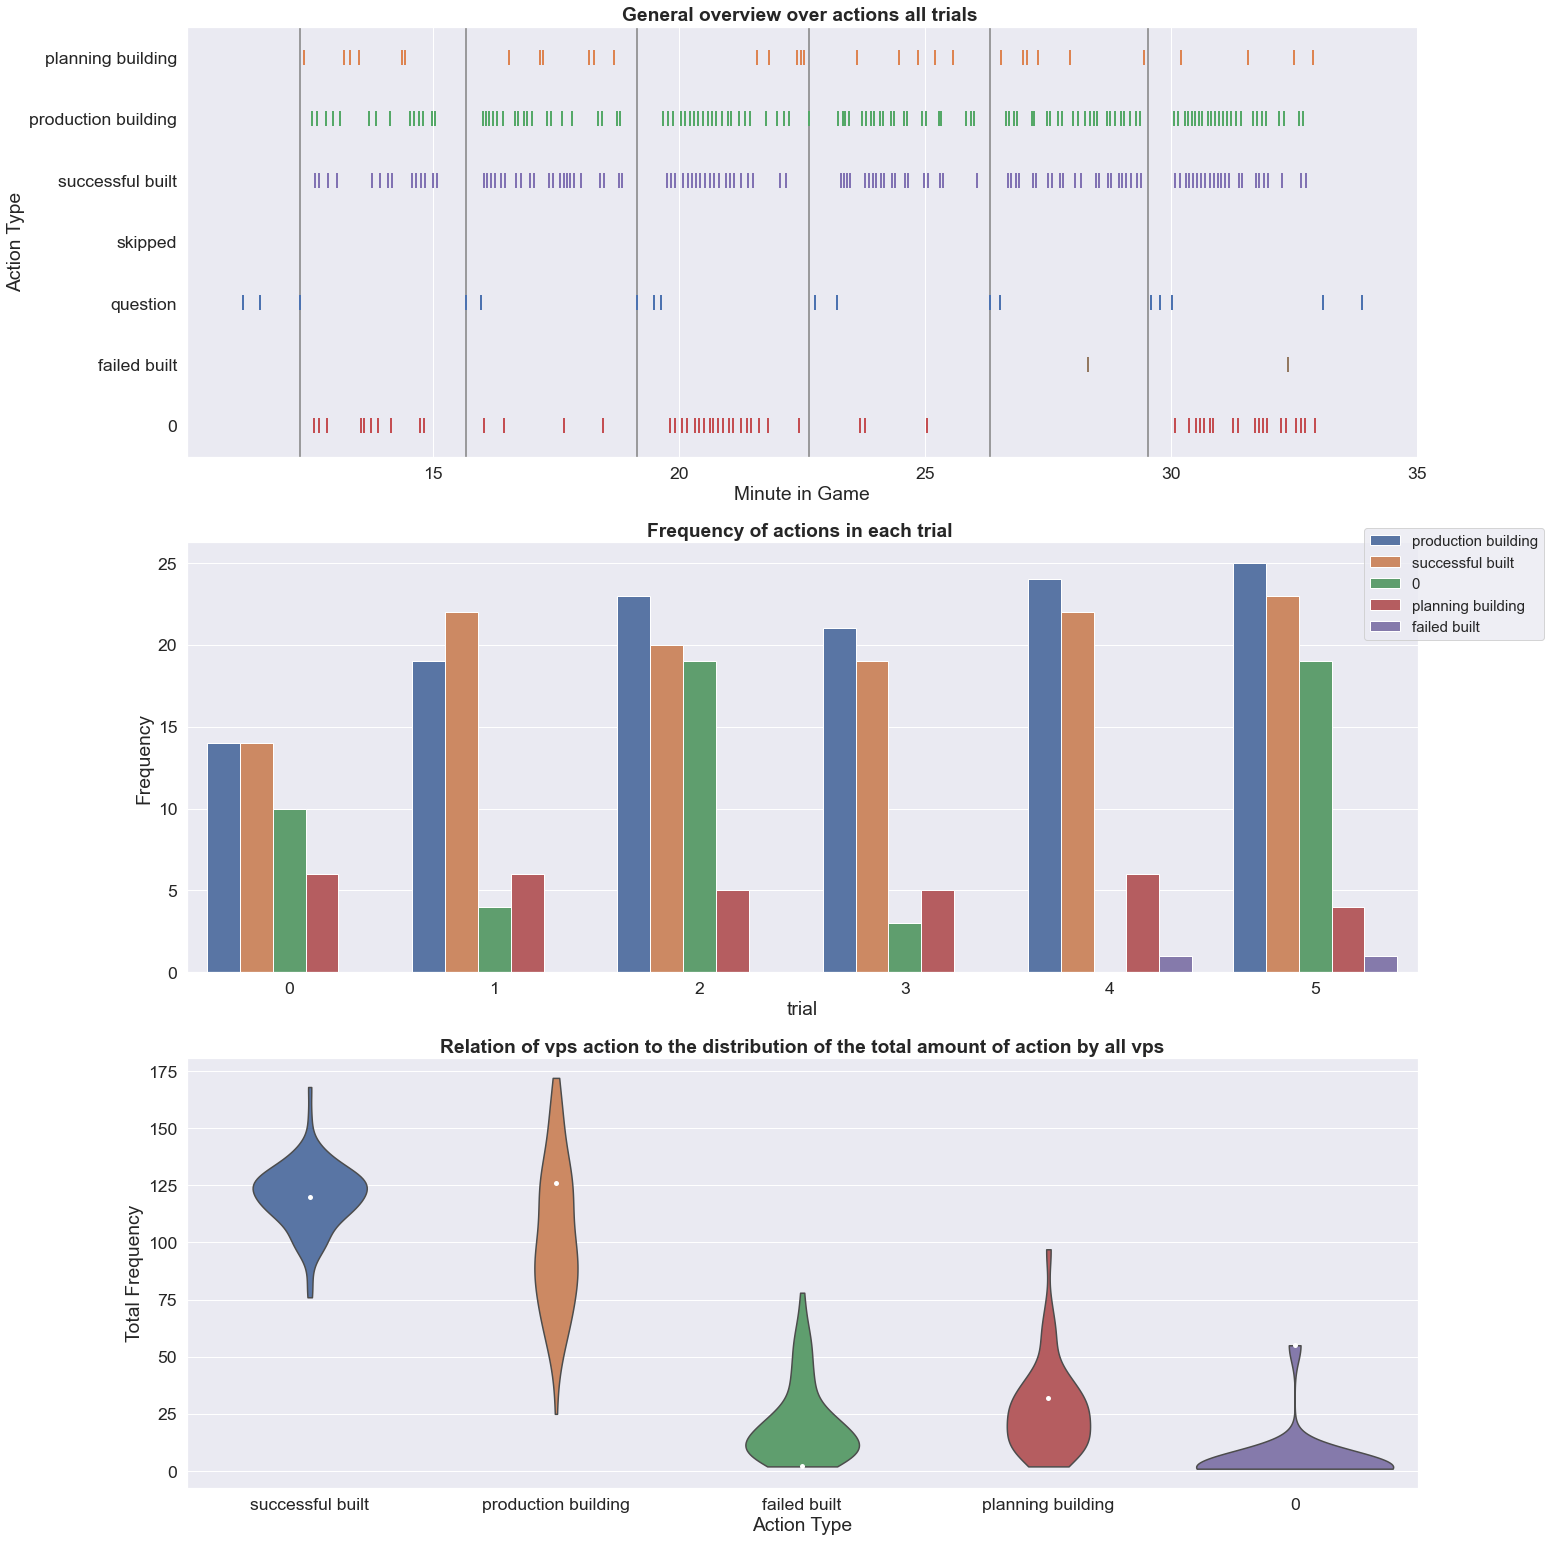 General overview over actions all trials
planning building
production building
successful built
skipped
question
failed built
0
Action Type
15 20 25 30 35
Minute in Game
Frequency of actions in each trial
production building
successful built
0
planning building
failed built
25
20
15
10
5
0
Frequency
0 1 2 3 4 5
trial
Relation of vps action to the distribution of the total amount of action by all vps
175
150
125
100
75
50
25
0
Total Frequency
successful built production building failed built planning building 0
Action Type